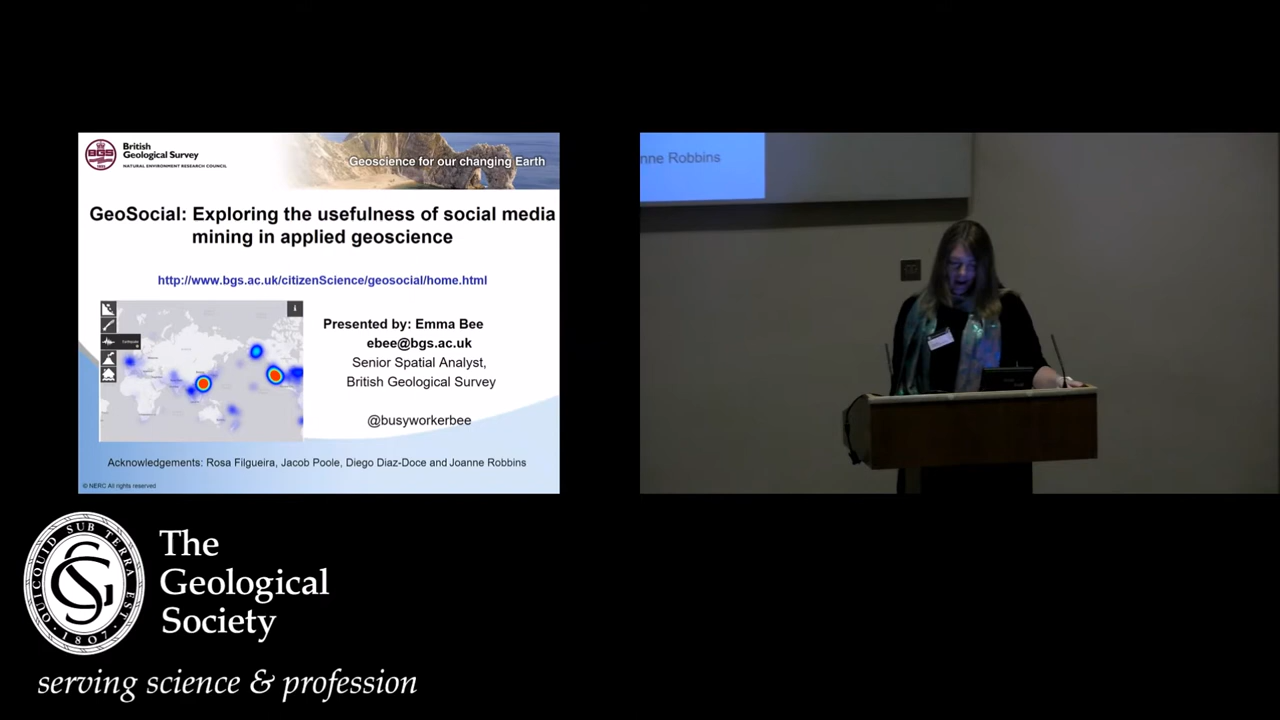 British
Geological Survey
NATURAL ENVIRONMENT RESEARCH COUNCIL
Geoscience for our changing Earth
GeoSocial: Exploring the usefulness of social media
mining in applied geoscience
http://www.bgs.ac.uk/citizenScience/geosocial/home.html
Presented by: Emma Bee
ebee@bgs.ac.uk
Senior Spatial Analyst,
British Geological Survey
@busyworkerbee
Acknowledgements: Rosa Filgueira, Jacob Poole, Diego Diaz-Doce and Joanne Robbins
© NERC All rights reserved
nne Robbins
QUICQUID SUB TERRA EST
1807
The
Geological
Society
serving science & profession